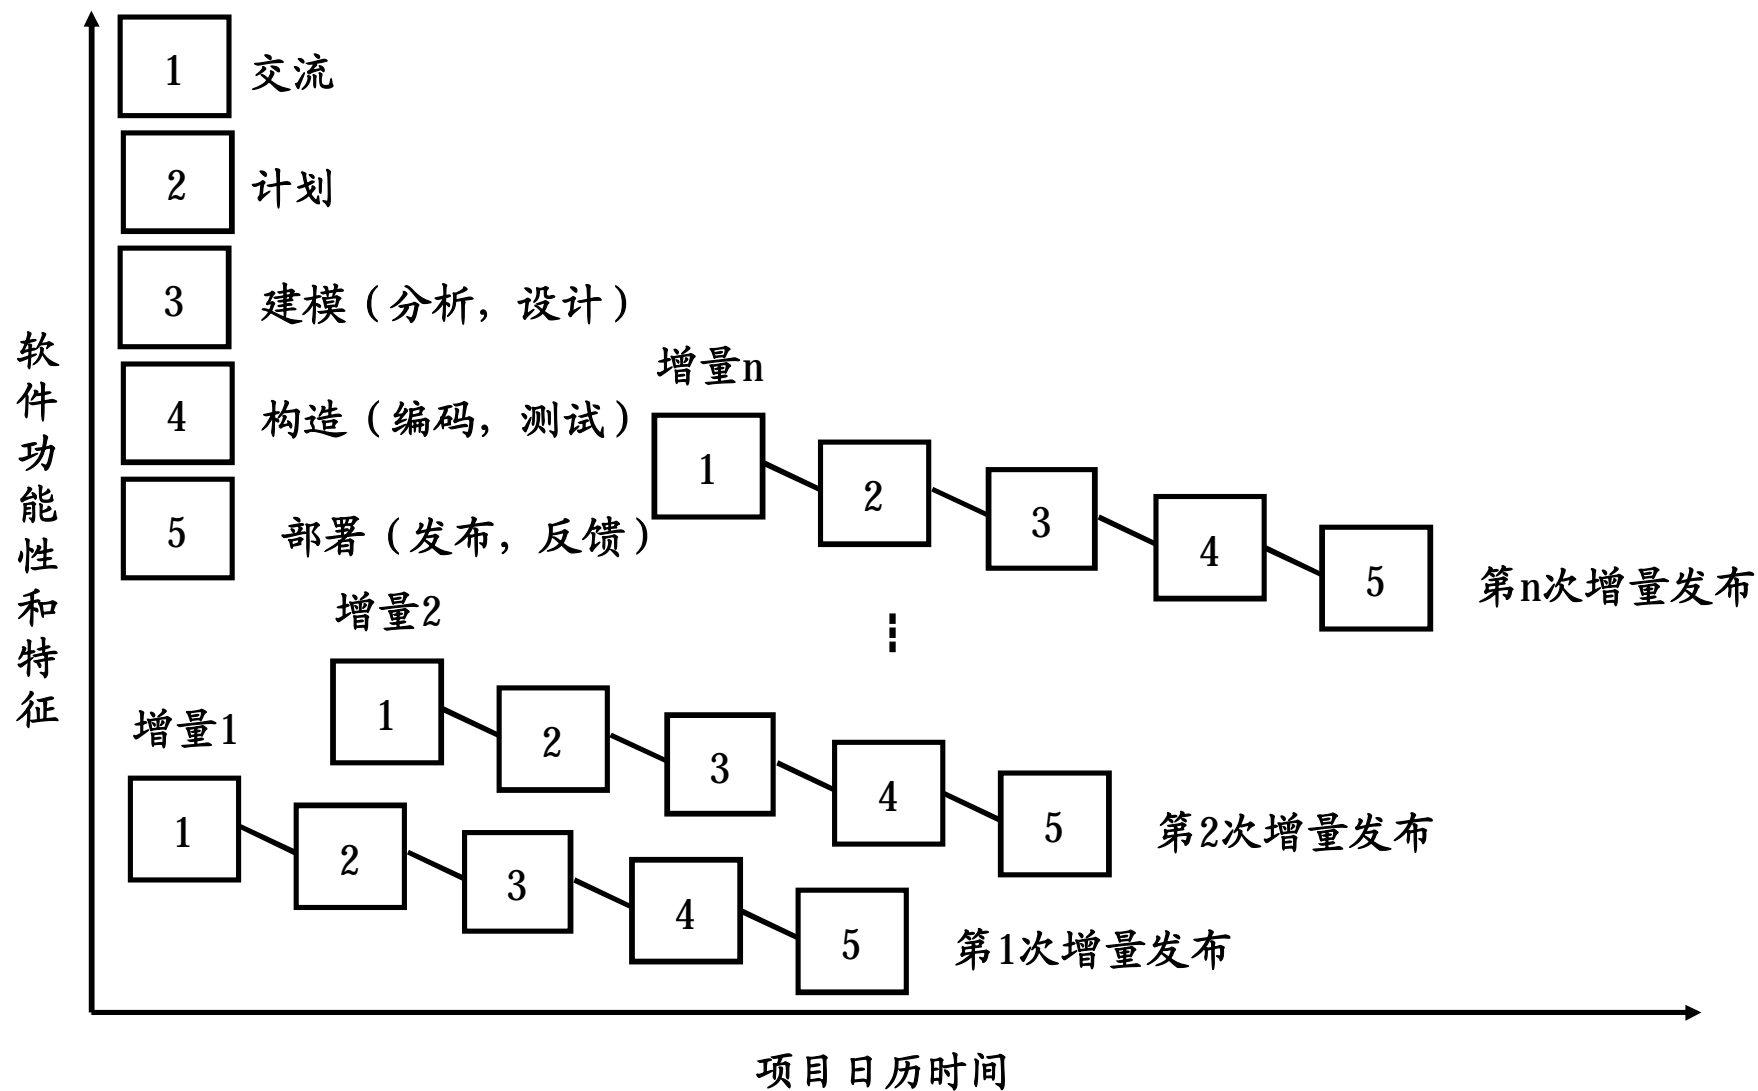 1 交流
2 计划
3 建模（分析，设计）
4 构造（编码，测试）
5 部署（发布，反馈）
软件功能性和特征
增量n
1 2 3 4 5 第n次增量发布
增量2
1 2 3 4 5 第2次增量发布
增量1
1 2 3 4 5 第1次增量发布
项目日历时间